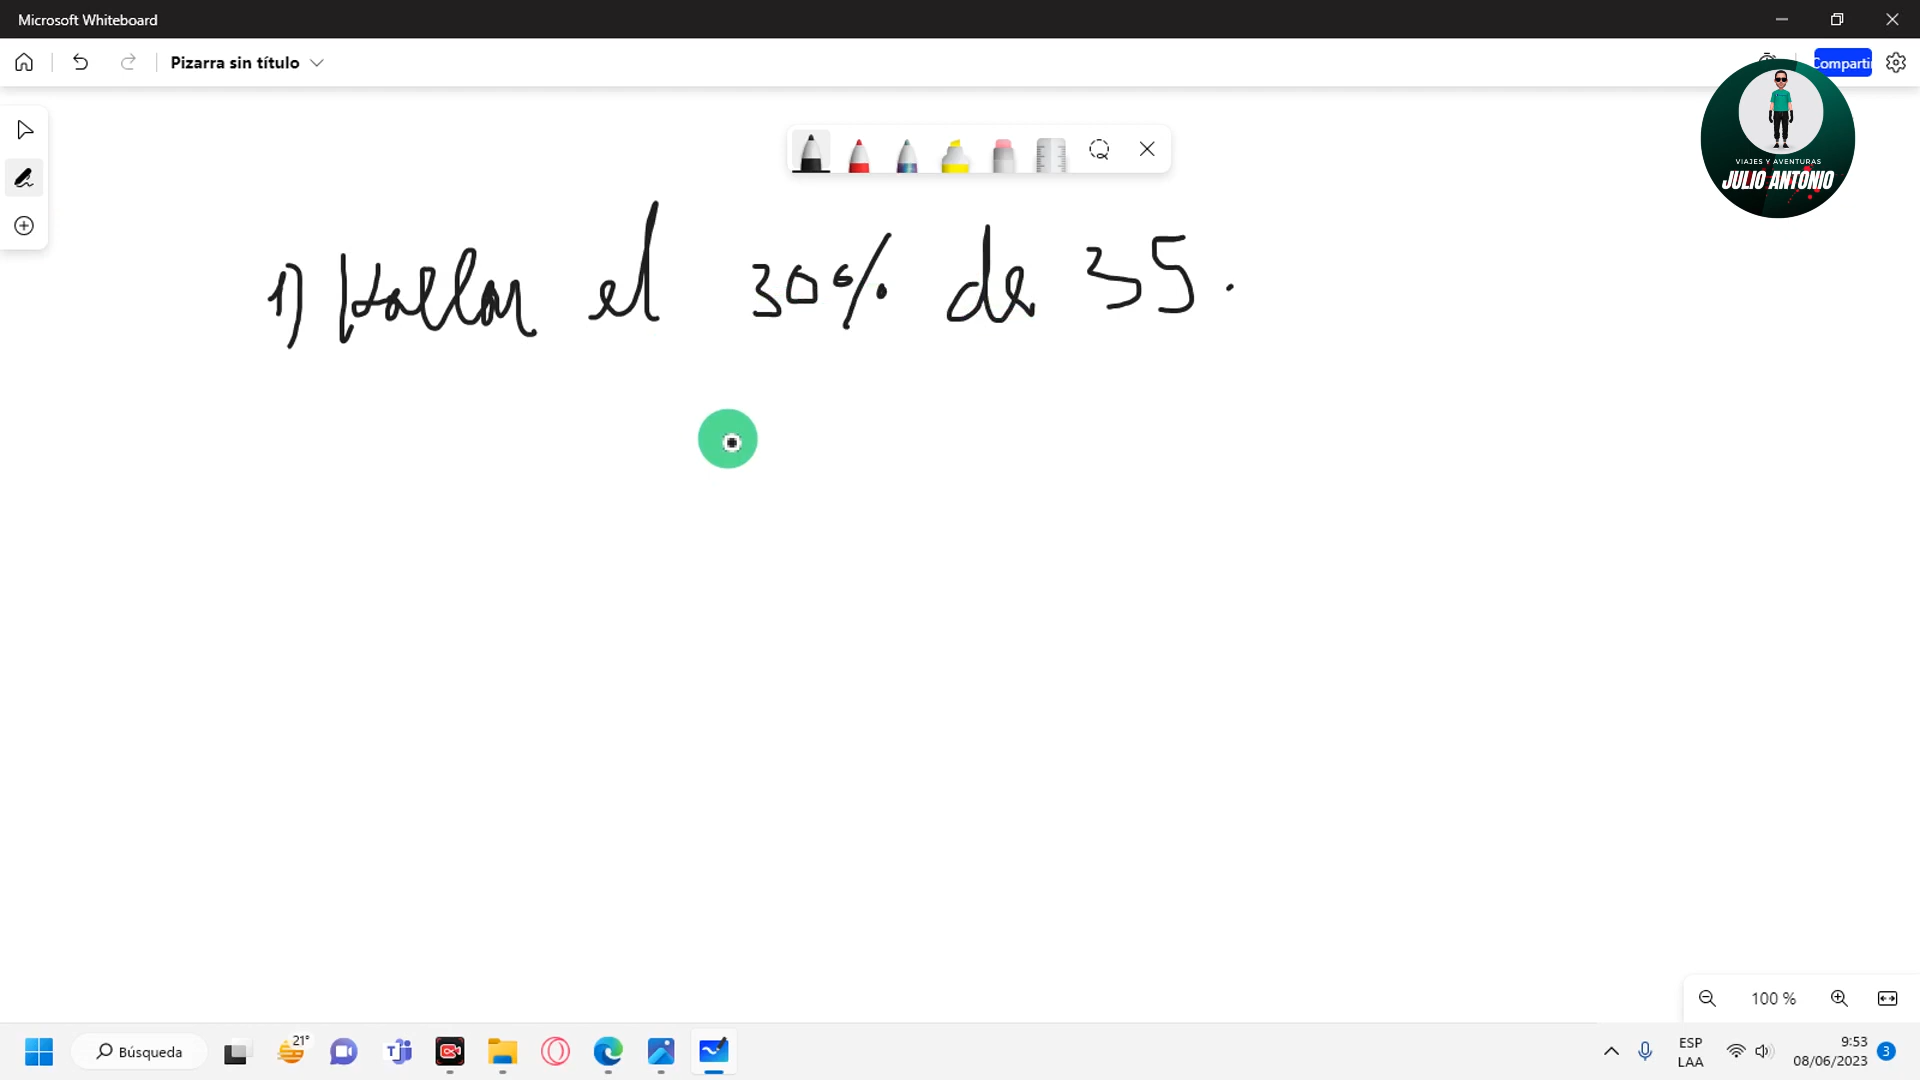 Microsoft Whiteboard
Pizarra sin título
Comparti
VIAJES Y AVENTURAS
JULIO ANTONIO
1) Hallar el 30% de 35.
100 %
21°
Búsqueda
ESP
LAA
9:53
08/06/2023
3